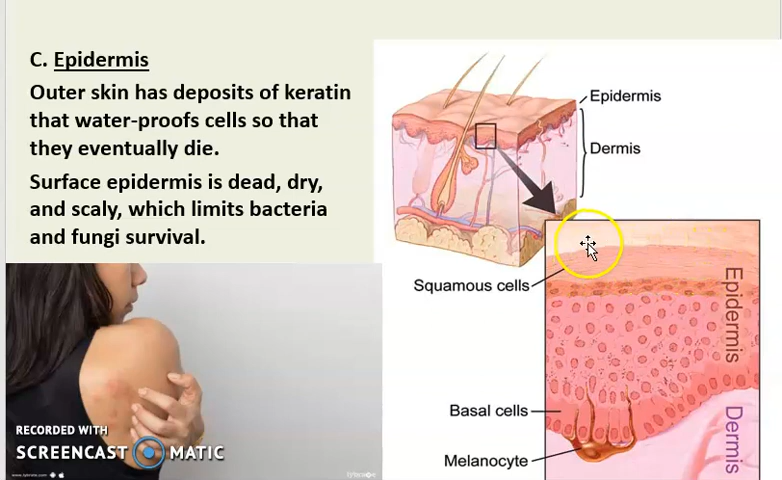 C. Epidermis
Outer skin has deposits of keratin
that water-proofs cells so that
they eventually die.
Surface epidermis is dead, dry,
and scaly, which limits bacteria
and fungi survival.
Epidermis
Dermis
Squamous cells
Epidermis
Basal cells
Dermis
Melanocyte
RECORDED WITH
SCREENCAST MATIC